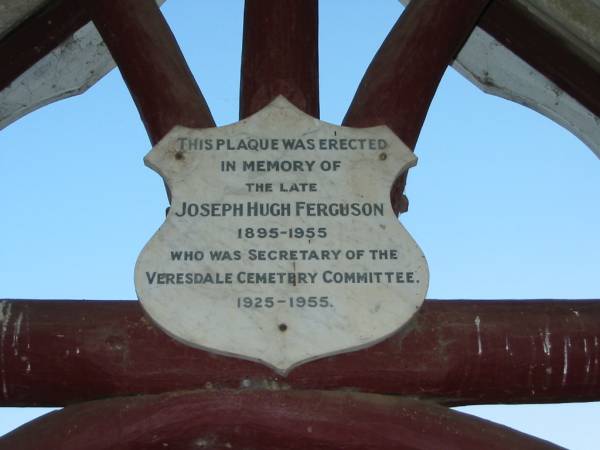 THIS PLAQUE WAS ERECTED
IN MEMORY OF
THE LATE
JOSEPH HUGH FERGUSON
1895-1955
WHO WAS SECRETARY OF THE
VERESDALE CEMETERY COMMITTEE.
1925-1955.